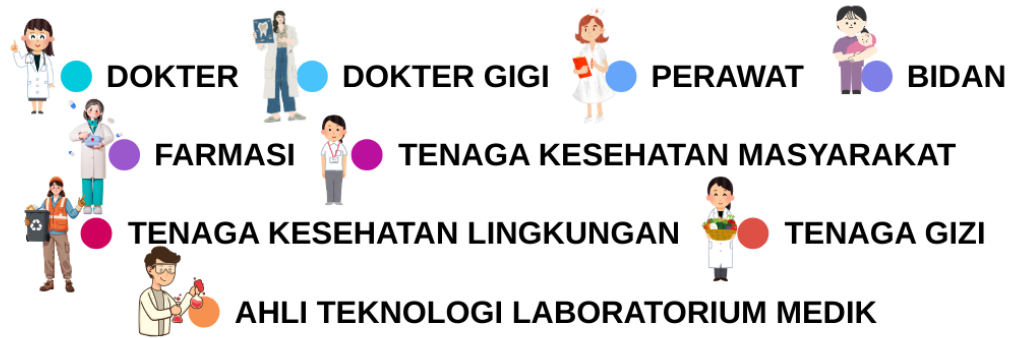 DOKTER DOKTER GIGI PERAWAT BIDAN
FARMASI TENAGA KESEHATAN MASYARAKAT
TENAGA KESEHATAN LINGKUNGAN TENAGA GIZI
AHLI TEKNOLOGI LABORATORIUM MEDIK